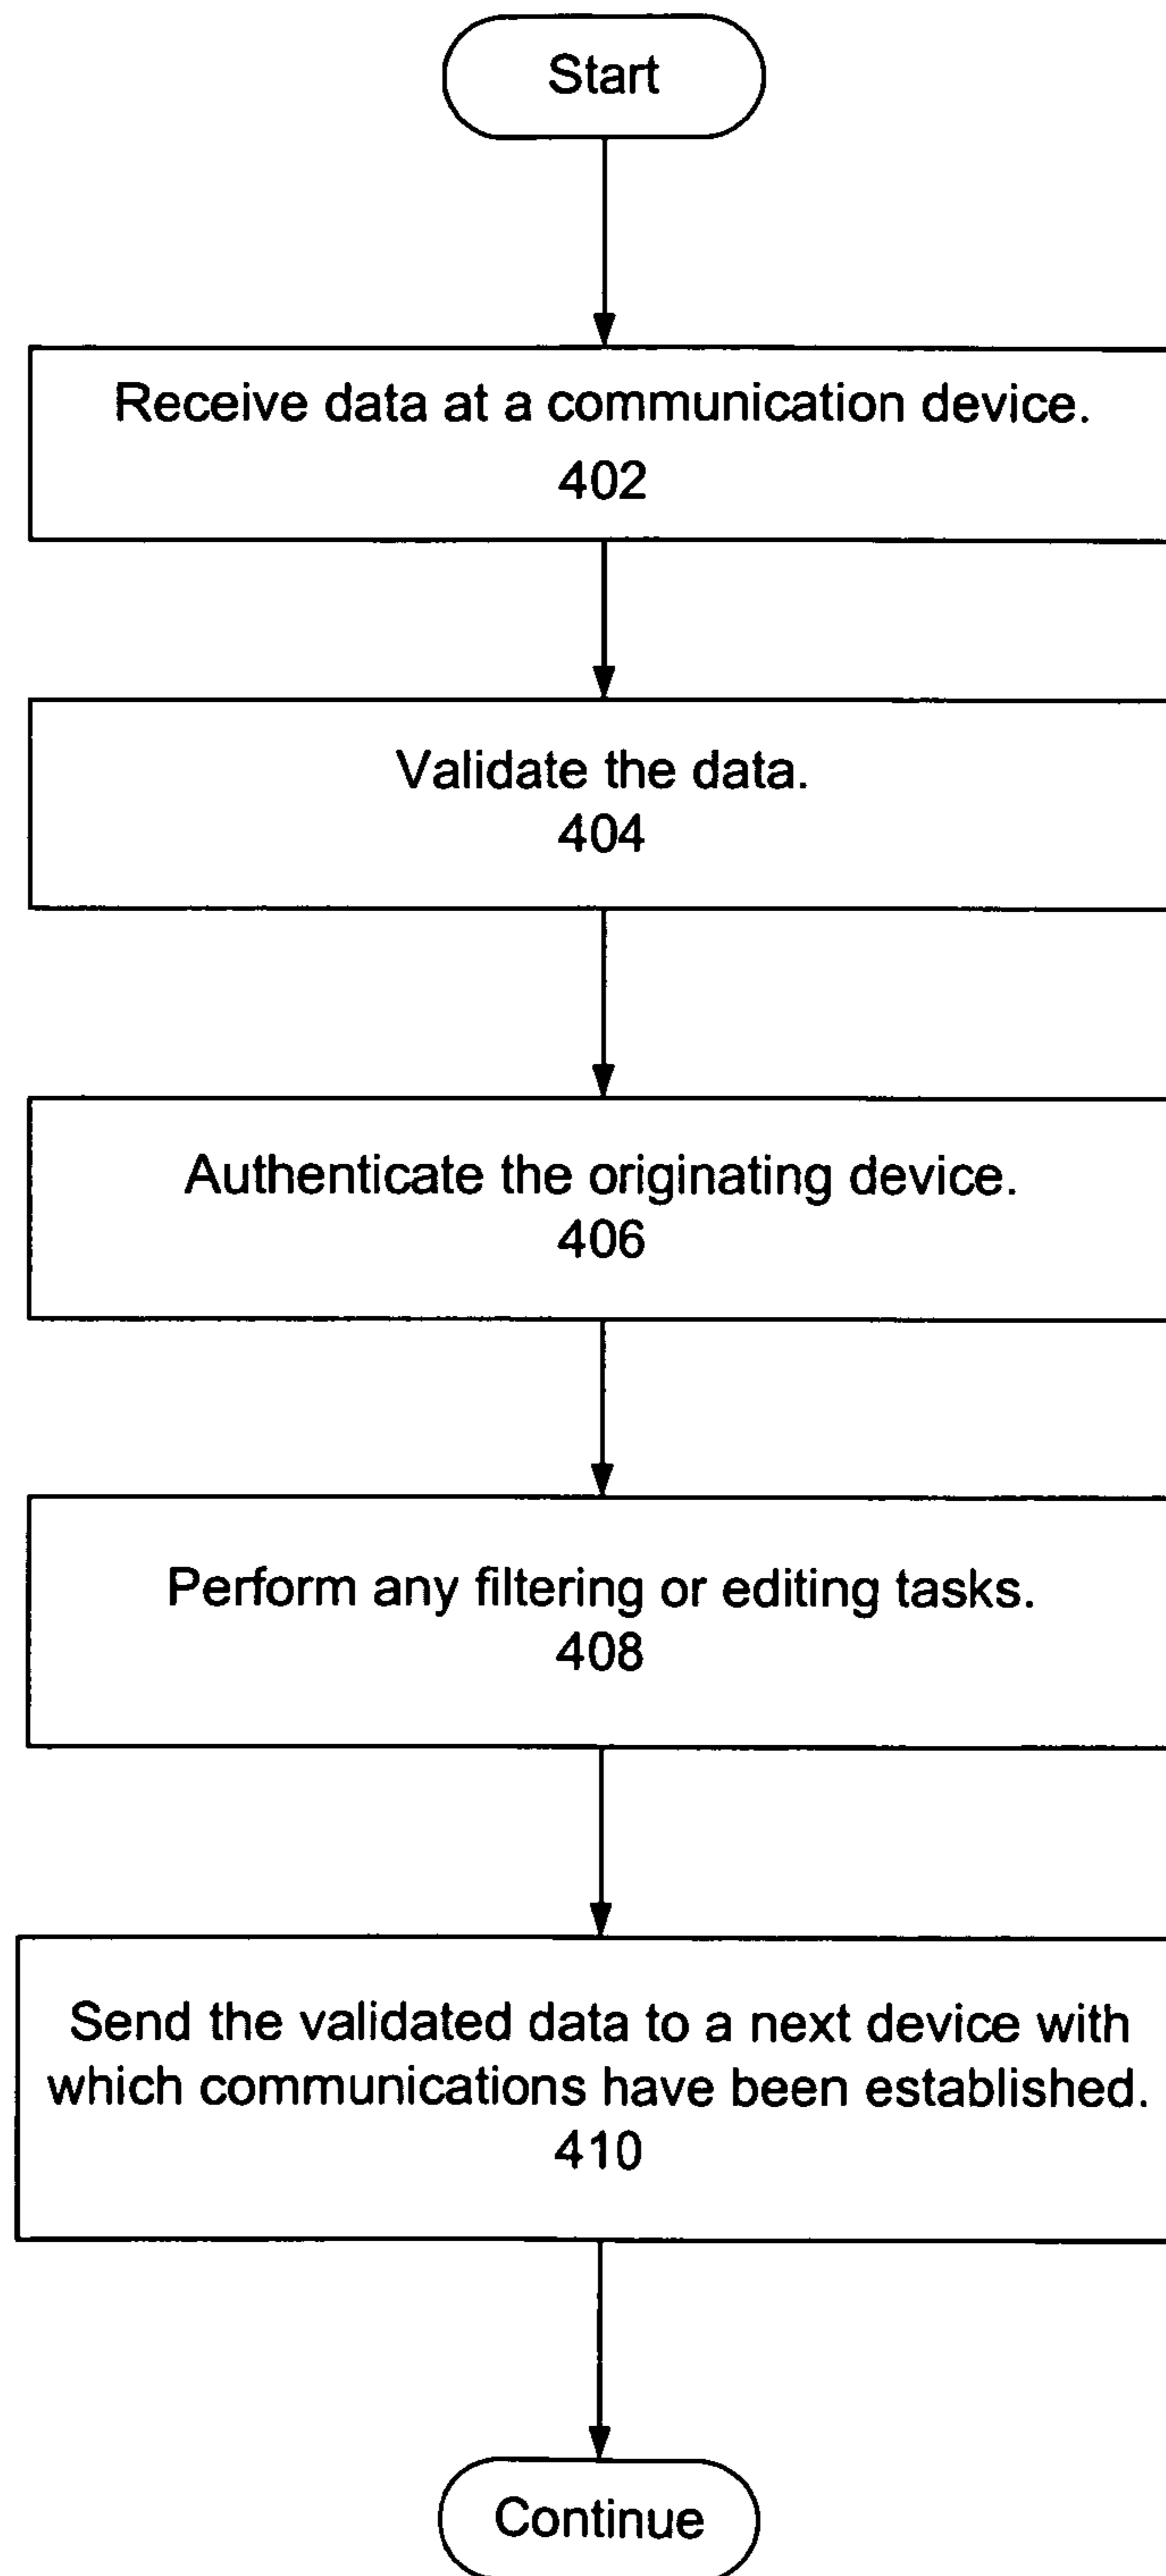 Start
Receive data at a communication device.
402
Validate the data.
404
Authenticate the originating device.
406
Perform any filtering or editing tasks.
408
Send the validated data to a next device with
which communications have been established.
410
Continue